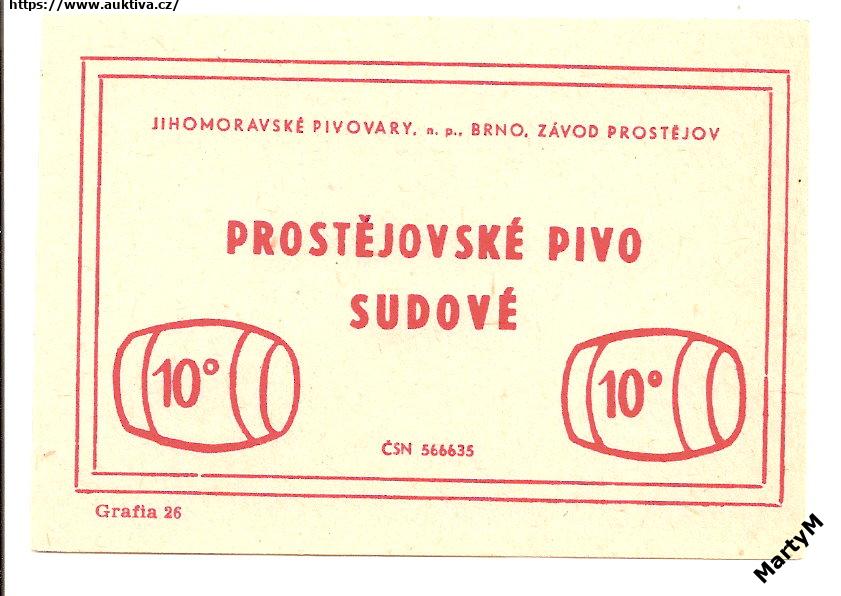 https://www.auktiva.cz/
JIHOMORAVSKÉ PIVOVARY, n. p., BRNO, ZÁVOD PROSTĚJOV
PROSTĚJOVSKÉ PIVO
SUDOVÉ
10° 10°
ČSN 566635
Grafia 26
MartyM